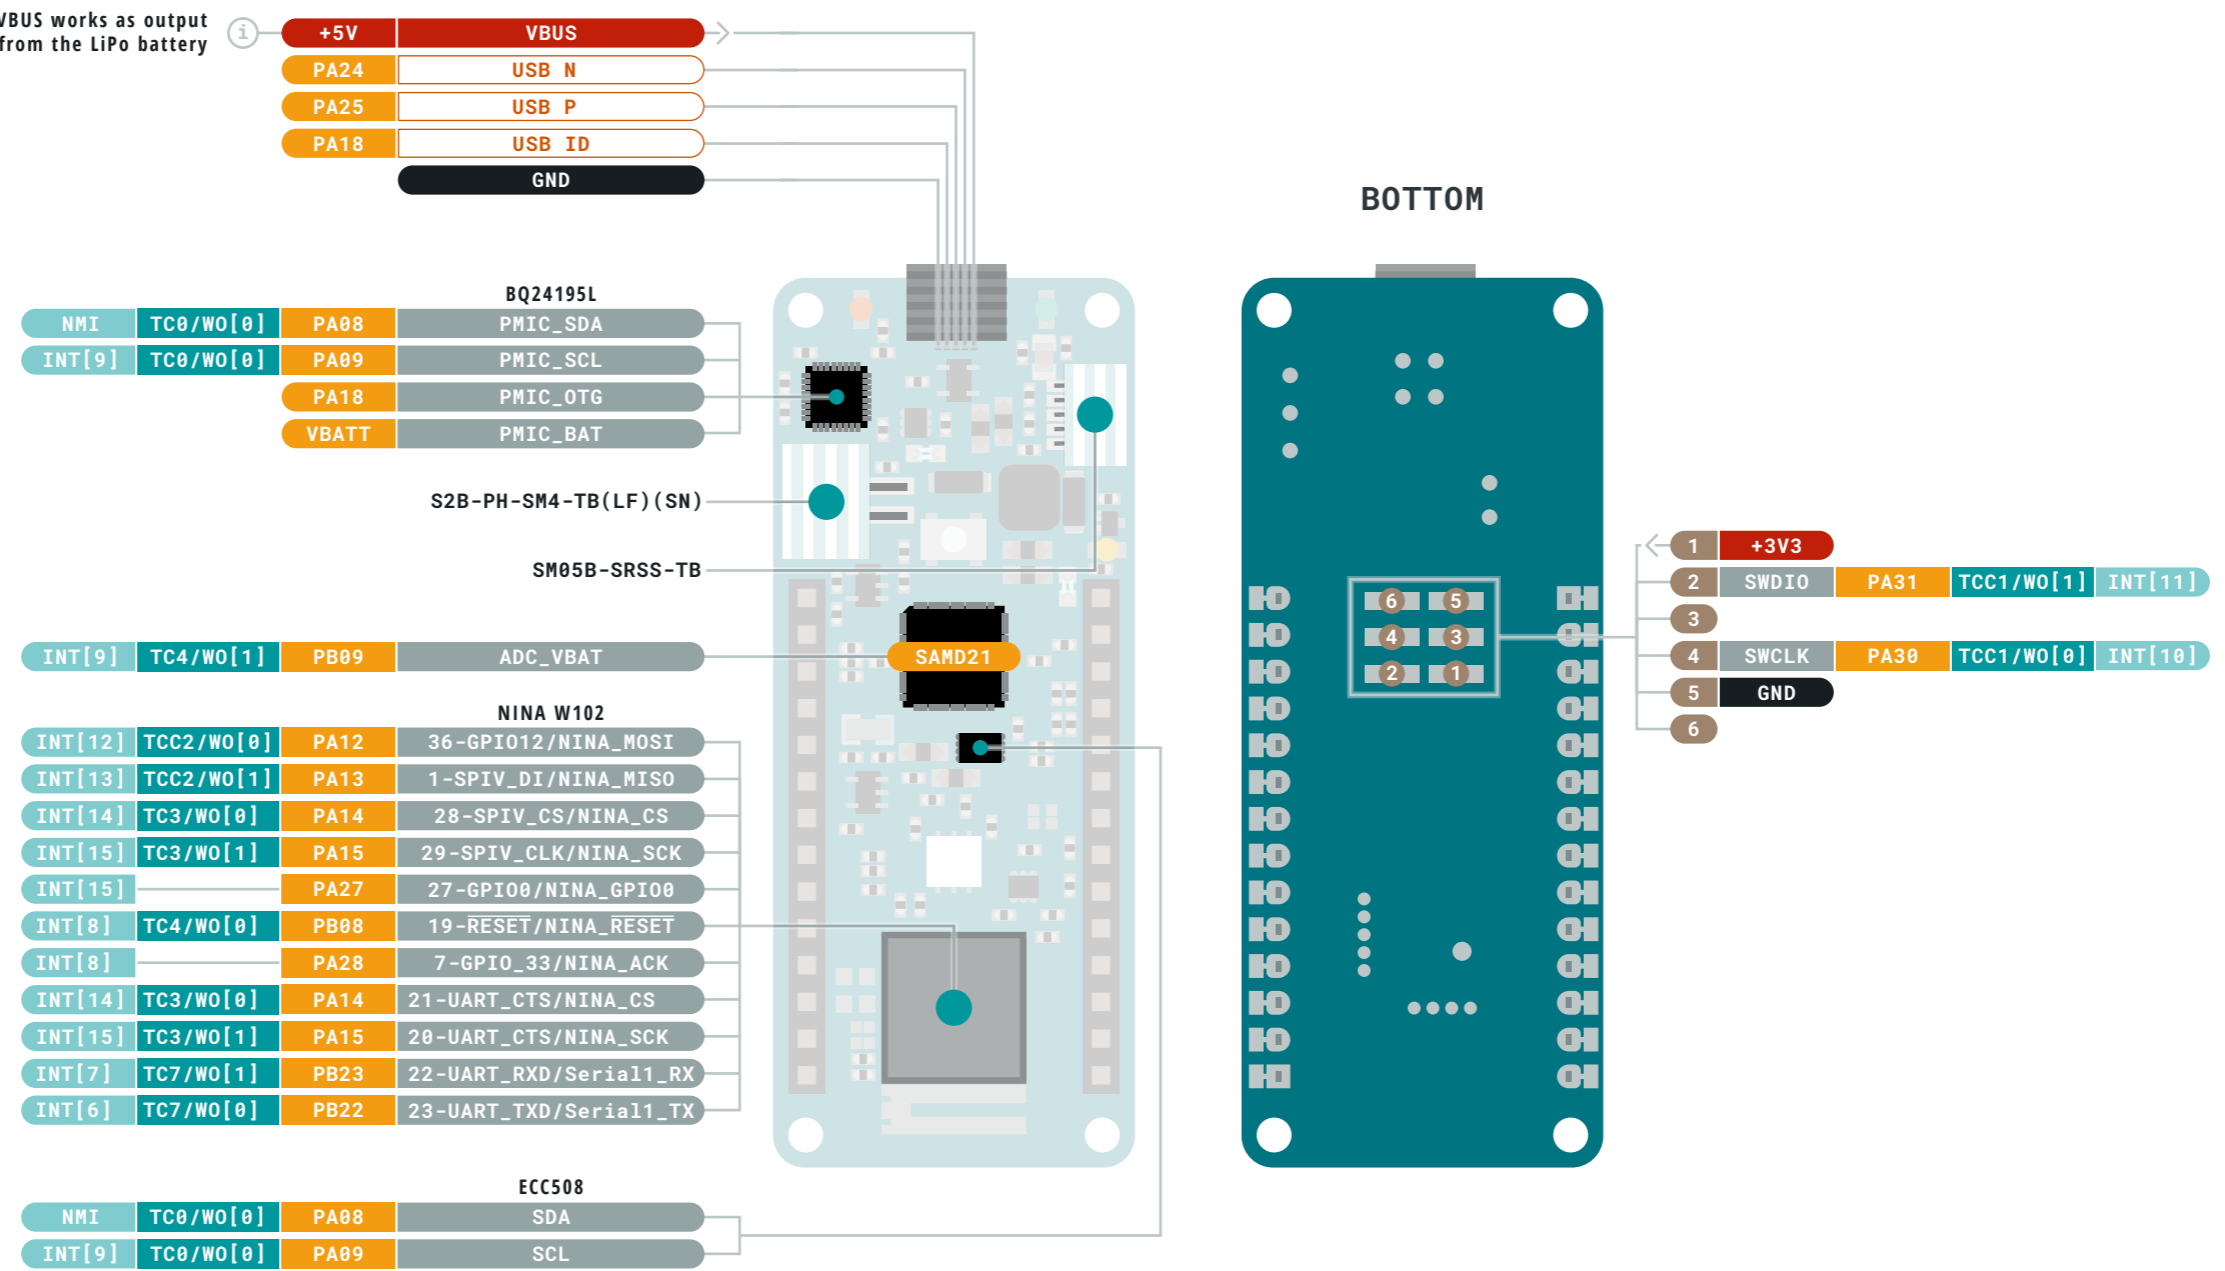 VBUS works as output
from the LiPo battery
i +5V VBUS
PA24 USB N
PA25 USB P
PA18 USB ID
GND
BQ24195L
NMI TC0/WO[0] PA08 PMIC_SDA
INT[9] TC0/WO[0] PA09 PMIC_SCL
PA18 PMIC_OTG
VBATT PMIC_BAT
S2B-PH-SM4-TB(LF)(SN)
SM05B-SRSS-TB
INT[9] TC4/WO[1] PB09 ADC_VBAT SAMD21
NINA W102
INT[12] TCC2/WO[0] PA12 36-GPIO12/NINA_MOSI
INT[13] TCC2/WO[1] PA13 1-SPIV_DI/NINA_MISO
INT[14] TC3/WO[0] PA14 28-SPIV_CS/NINA_CS
INT[15] TC3/WO[1] PA15 29-SPIV_CLK/NINA_SCK
INT[15] PA27 27-GPIO0/NINA_GPIO0
INT[8] TC4/WO[0] PB08 19-RESET/NINA_RESET
INT[8] PA28 7-GPIO_33/NINA_ACK
INT[14] TC3/WO[0] PA14 21-UART_CTS/NINA_CS
INT[15] TC3/WO[1] PA15 20-UART_CTS/NINA_SCK
INT[7] TC7/WO[1] PB23 22-UART_RXD/Serial1_RX
INT[6] TC7/WO[0] PB22 23-UART_TXD/Serial1_TX
ECC508
NMI TC0/WO[0] PA08 SDA
INT[9] TC0/WO[0] PA09 SCL
BOTTOM
6 5
4 3
2 1
1 +3V3
2 SWDIO PA31 TCC1/WO[1] INT[11]
3
4 SWCLK PA30 TCC1/WO[0] INT[10]
5 GND
6